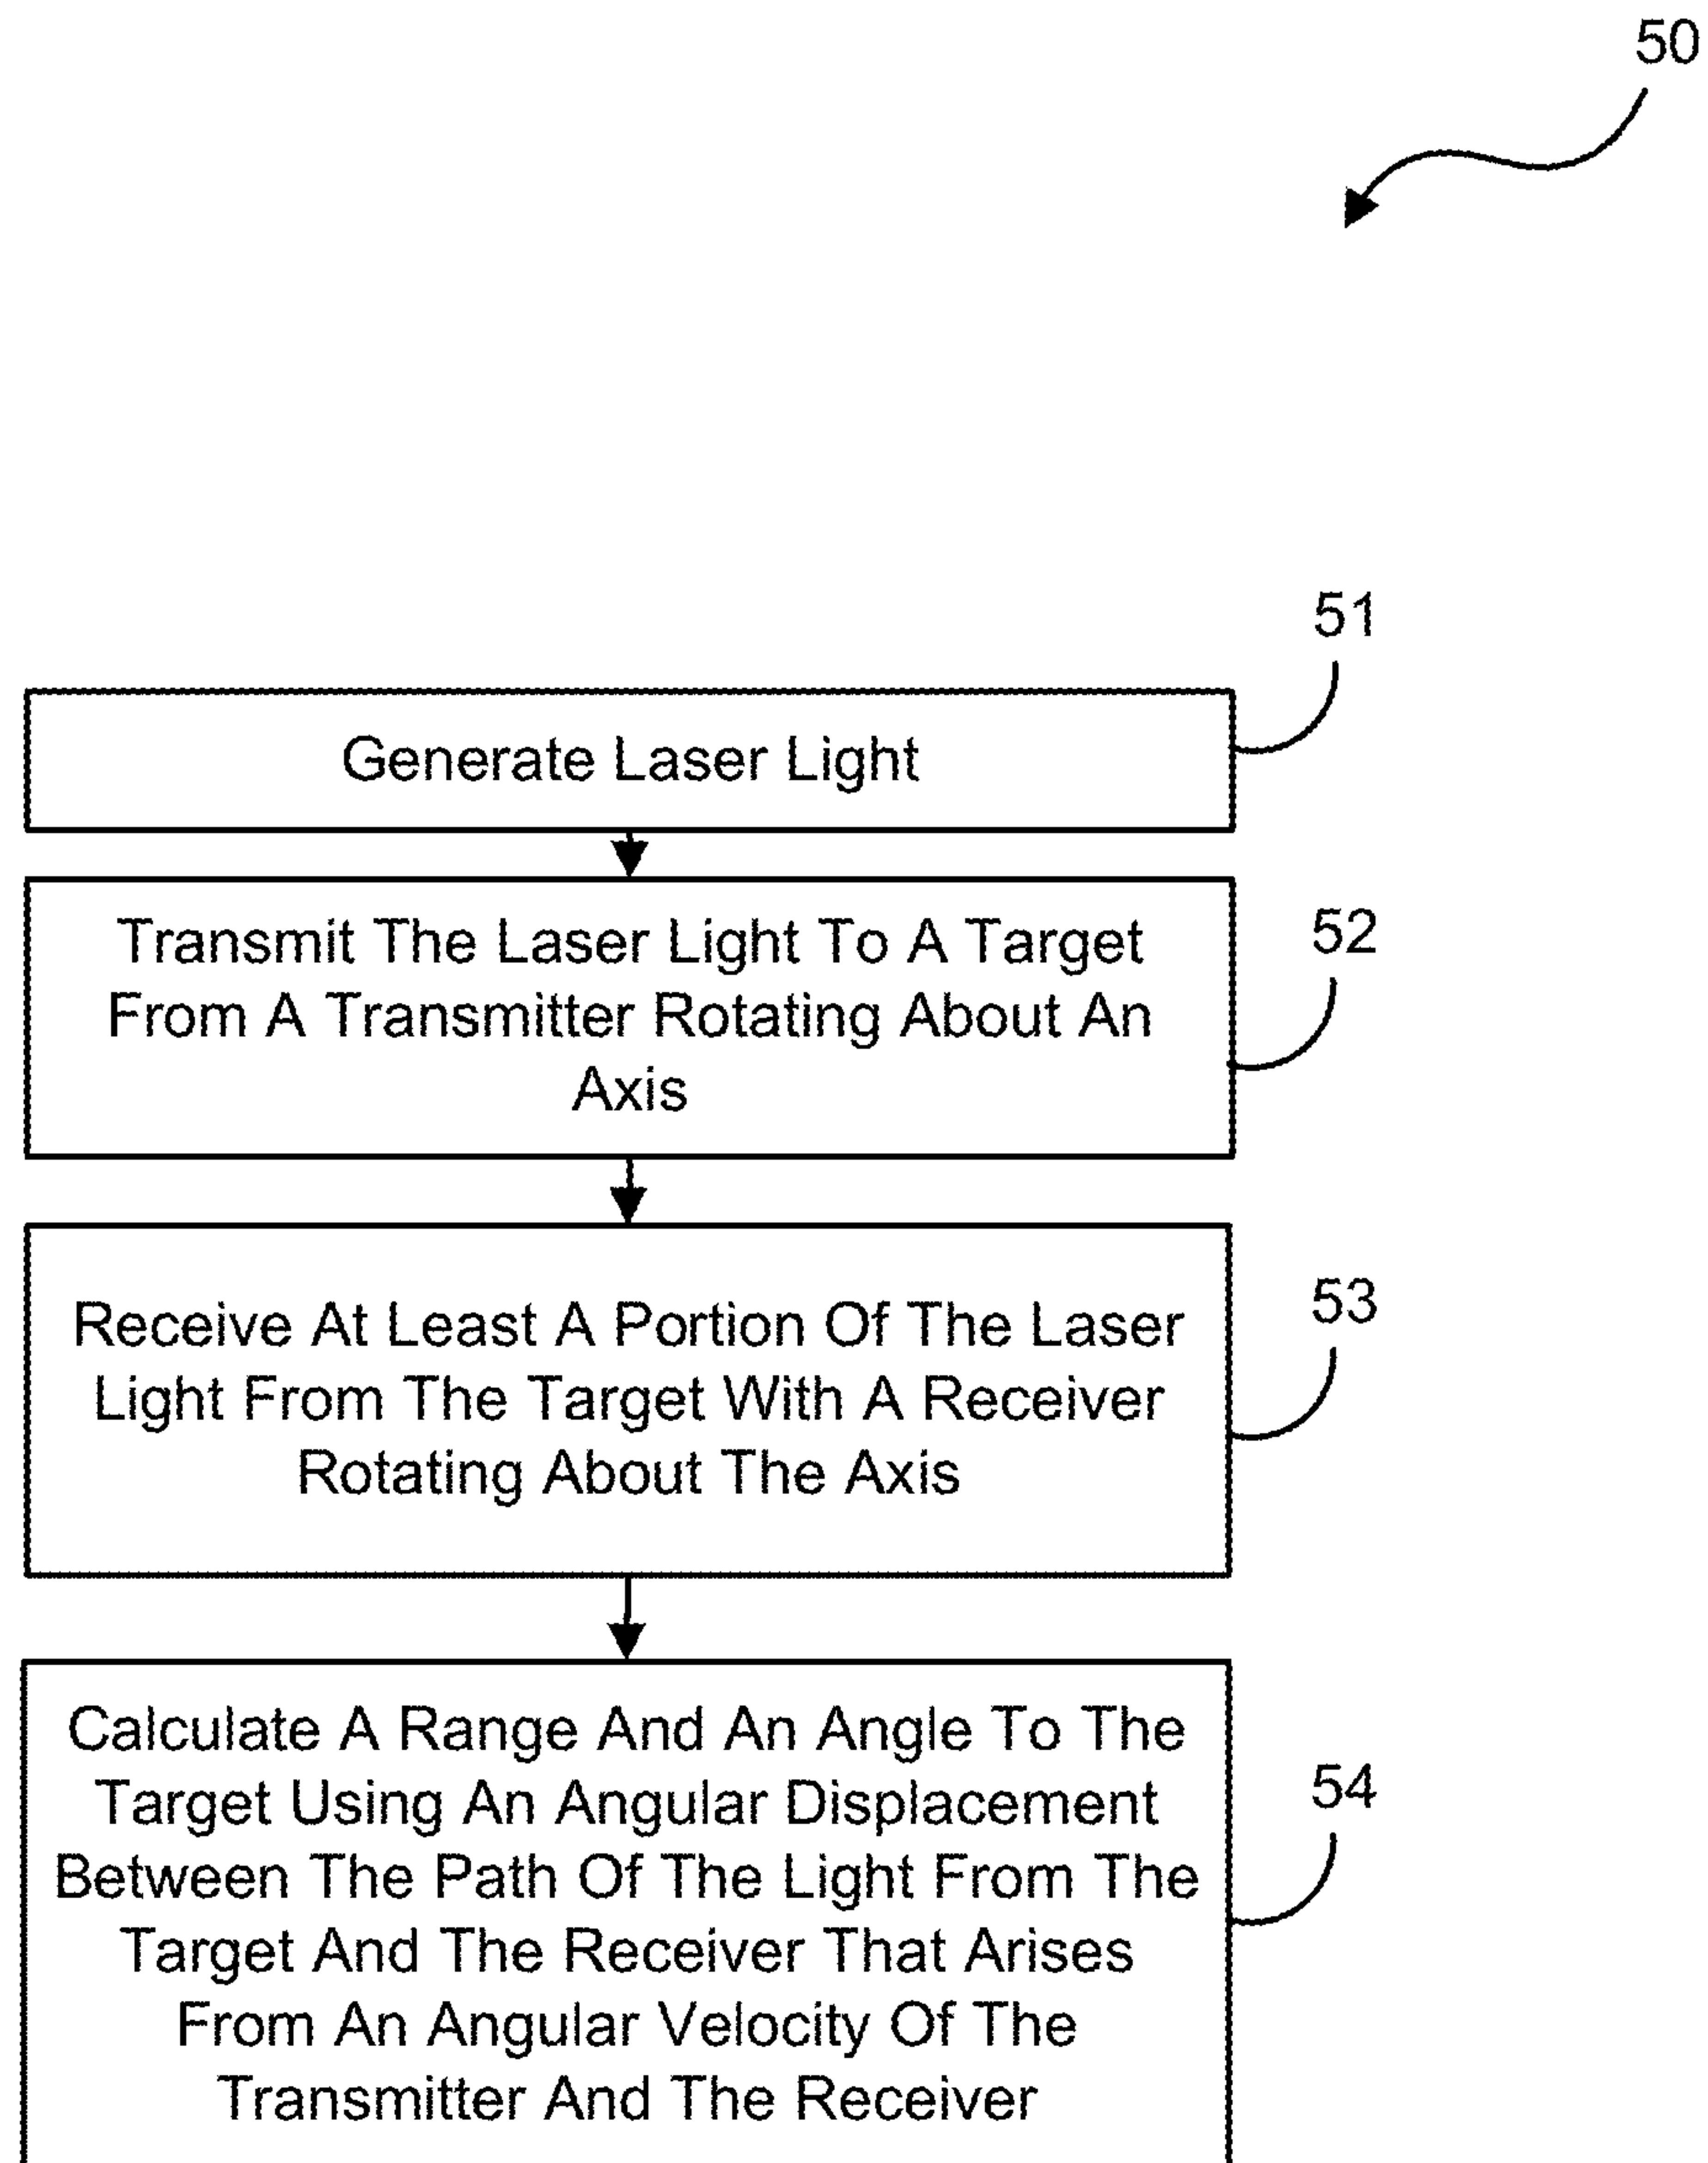 50
51
Generate Laser Light
52
Transmit The Laser Light To A Target
From A Transmitter Rotating About An
Axis
53
Receive At Least A Portion Of The Laser
Light From The Target With A Receiver
Rotating About The Axis
54
Calculate A Range And An Angle To The
Target Using An Angular Displacement
Between The Path Of The Light From The
Target And The Receiver That Arises
From An Angular Velocity Of The
Transmitter And The Receiver